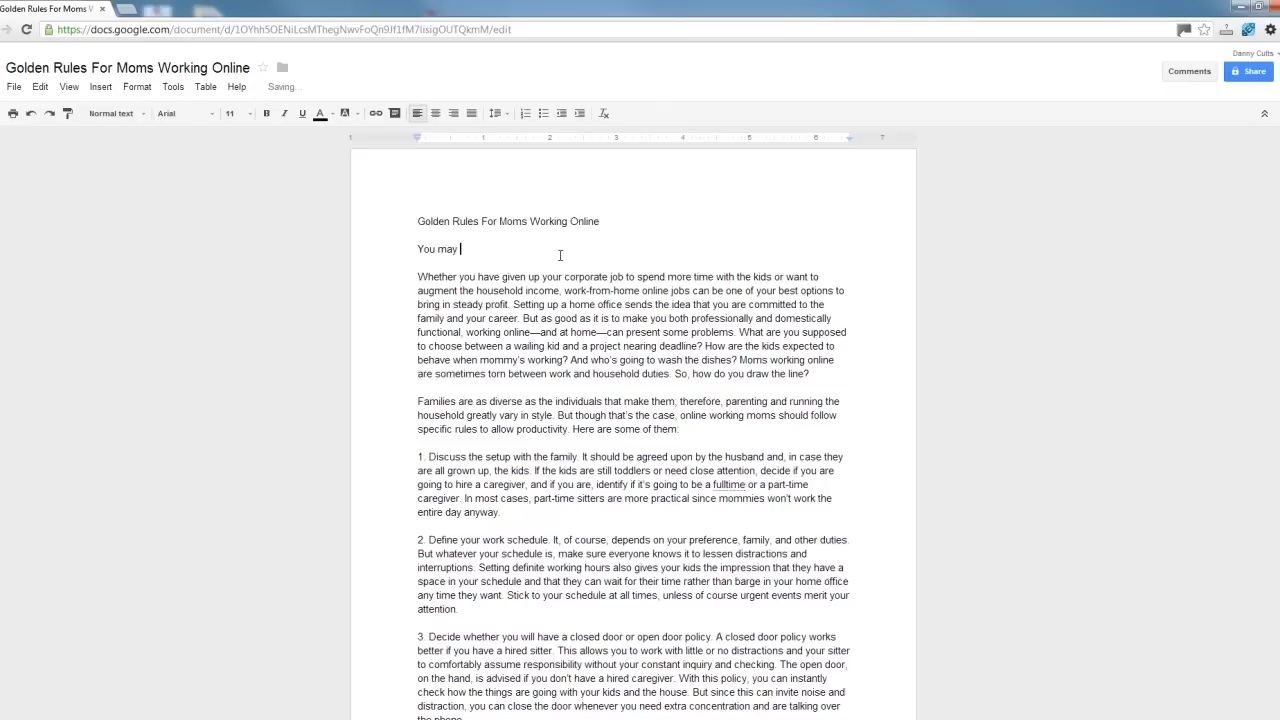 Golden Rules For Moms W
https://docs.google.com/document/d/1OYhh5OENiLcsMThegNwvFoQn9Jf1fM7IisigOUTQkmM/edit
Danny Cutts
Golden Rules For Moms Working Online
Comments
Share
File Edit View Insert Format Tools Table Help Saving...
Normal text Arial 11 B I U A A
1 1 2 3 4 5 6 7
Golden Rules For Moms Working Online
You may
Whether you have given up your corporate job to spend more time with the kids or want to
augment the household income, work-from-home online jobs can be one of your best options to
bring in steady profit. Setting up a home office sends the idea that you are committed to the
family and your career. But as good as it is to make you both professionally and domestically
functional, working online—and at home—can present some problems. What are you supposed
to choose between a wailing kid and a project nearing deadline? How are the kids expected to
behave when mommy's working? And who's going to wash the dishes? Moms working online
are sometimes torn between work and household duties. So, how do you draw the line?
Families are as diverse as the individuals that make them; therefore, parenting and running the
household greatly vary in style. But though that's the case, online working moms should follow
specific rules to allow productivity. Here are some of them:
1. Discuss the setup with the family. It should be agreed upon by the husband and, in case they
are all grown up, the kids. If the kids are still toddlers or need close attention, decide if you are
going to hire a caregiver, and if you are, identify if it's going to be a fulltime or a part-time
caregiver. In most cases, part-time sitters are more practical since mommies won't work the
entire day anyway.
2. Define your work schedule. It, of course, depends on your preference, family, and other duties.
But whatever your schedule is, make sure everyone knows it to lessen distractions and
interruptions. Setting definite working hours also gives your kids the impression that they have a
space in your schedule and that they can wait for their time rather than barge in your home office
any time they want. Stick to your schedule at all times, unless of course urgent events merit your
attention.
3. Decide whether you will have a closed door or open door policy. A closed door policy works
better if you have a hired sitter. This allows you to work with little or no distractions and your sitter
to comfortably assume responsibility without your constant inquiry and checking. The open door,
on the hand, is advised if you don't have a hired caregiver. With this policy, you can instantly
check how the things are going with your kids and the house. But since this can invite noise and
distraction, you can close the door whenever you need extra concentration and are talking over
the phone.